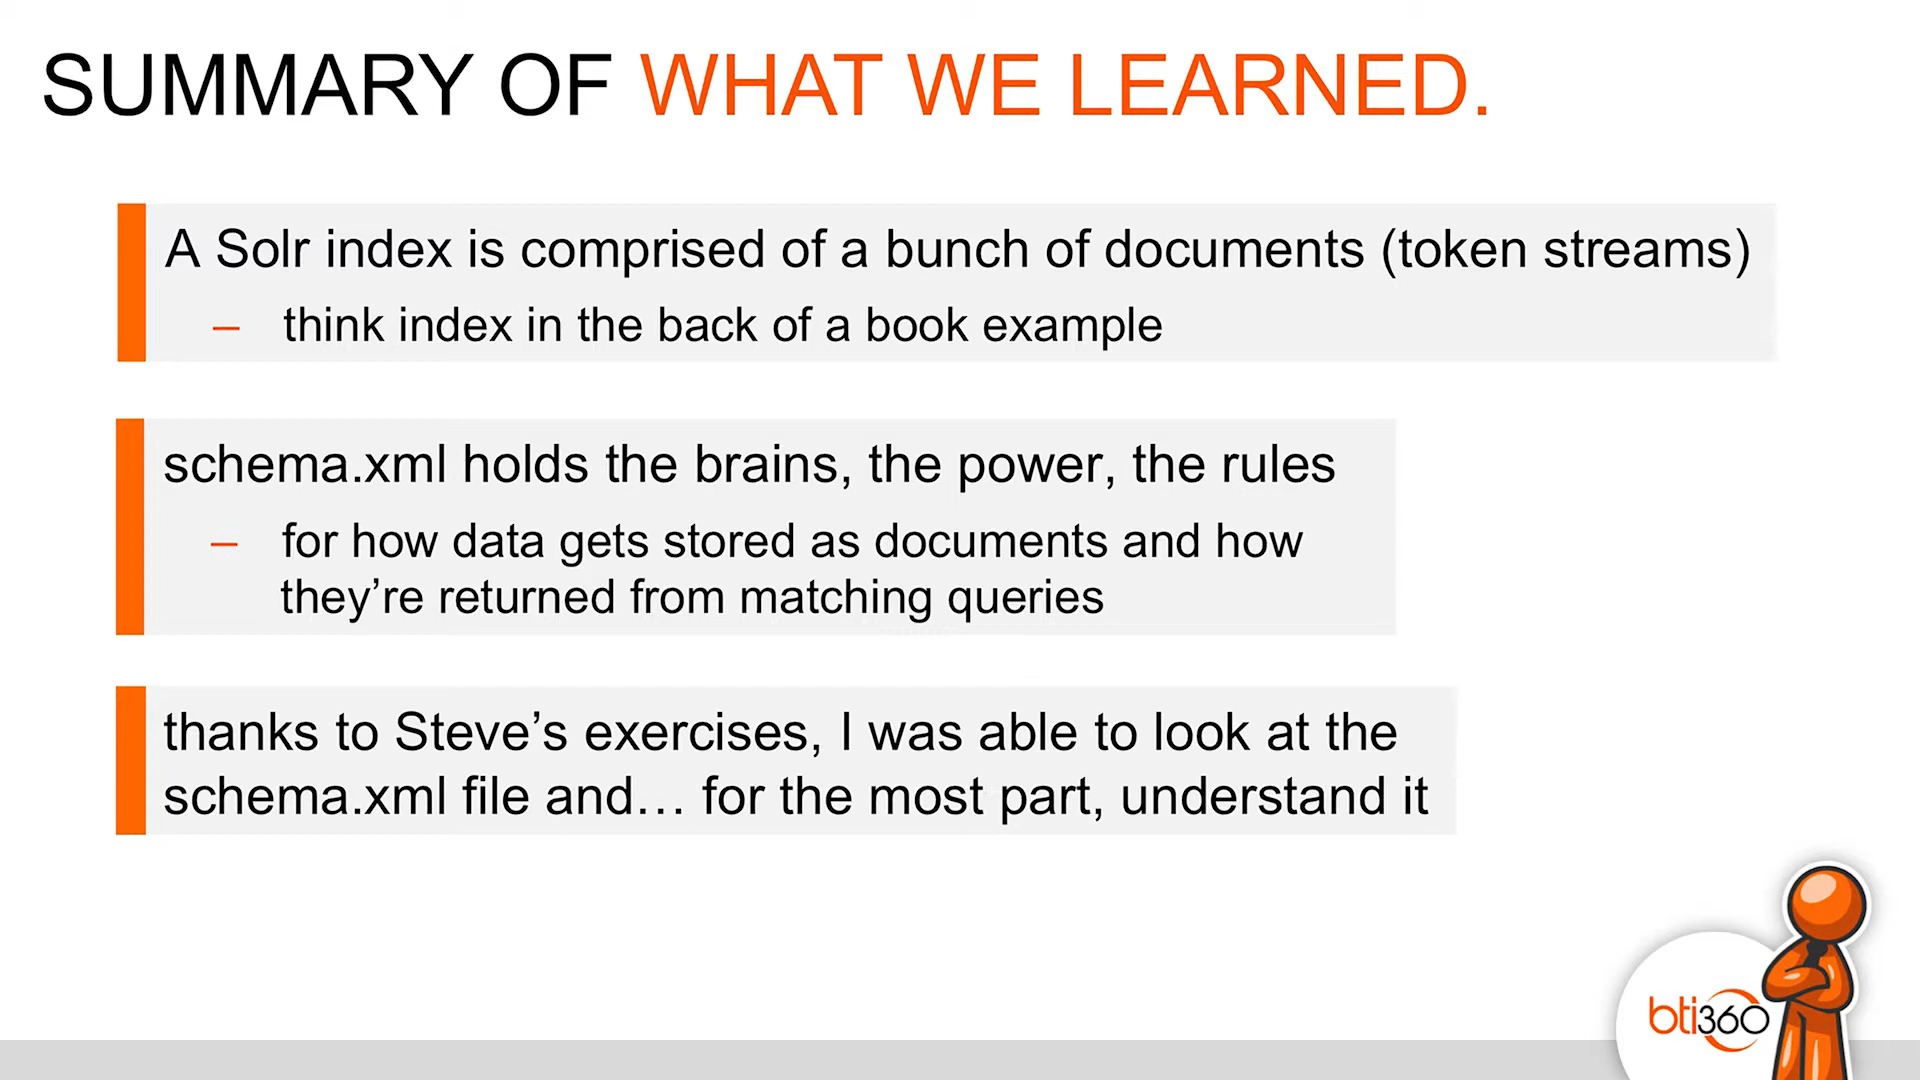 SUMMARY OF WHAT WE LEARNED.
A Solr index is comprised of a bunch of documents (token streams)
– think index in the back of a book example
schema.xml holds the brains, the power, the rules
– for how data gets stored as documents and how
they’re returned from matching queries
thanks to Steve’s exercises, I was able to look at the
schema.xml file and… for the most part, understand it
bti360